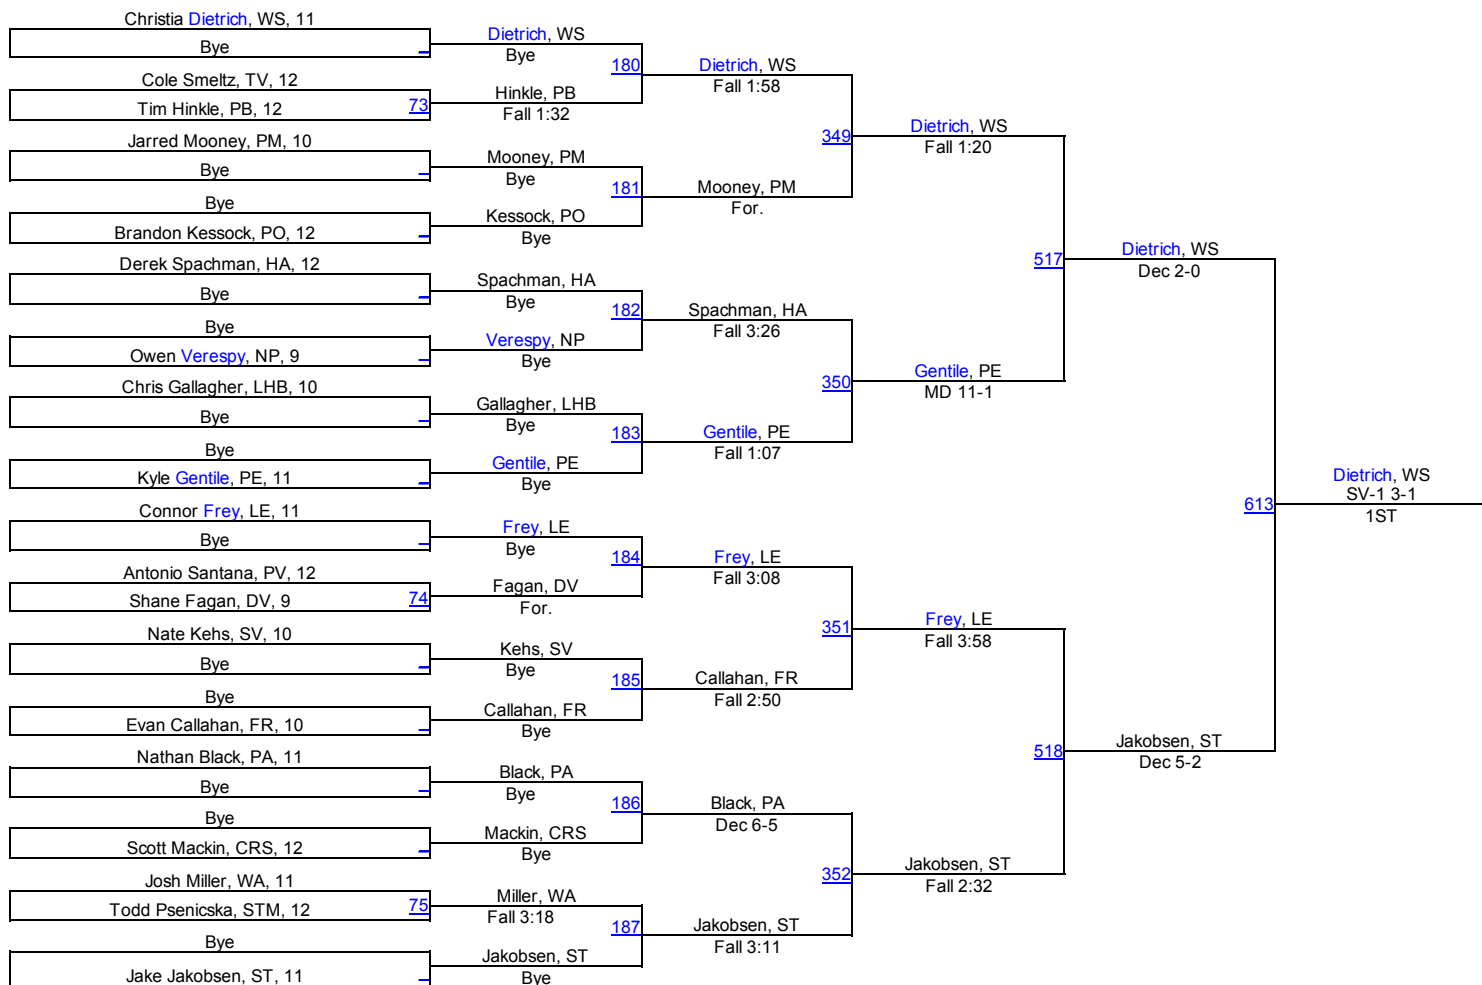 Christia Dietrich, WS, 11
Bye
Cole Smeltz, TV, 12
Tim Hinkle, PB, 12
73
Jarred Mooney, PM, 10
Bye
Bye
Brandon Kessock, PO, 12
Derek Spachman, HA, 12
Bye
Bye
Owen Verespy, NP, 9
Chris Gallagher, LHB, 10
Bye
Bye
Kyle Gentile, PE, 11
Connor Frey, LE, 11
Bye
Antonio Santana, PV, 12
Shane Fagan, DV, 9
74
Nate Kehs, SV, 10
Bye
Bye
Evan Callahan, FR, 10
Nathan Black, PA, 11
Bye
Bye
Scott Mackin, CRS, 12
Josh Miller, WA, 11
Todd Psenicska, STM, 12
75
Bye
Jake Jakobsen, ST, 11
Dietrich, WS
Bye
180
Hinkle, PB
Fall 1:32
Mooney, PM
Bye
181
Kessock, PO
Bye
Spachman, HA
Bye
182
Verespy, NP
Bye
Gallagher, LHB
Bye
183
Gentile, PE
Bye
Frey, LE
Bye
184
Fagan, DV
For.
Kehs, SV
Bye
185
Callahan, FR
Bye
Black, PA
Bye
186
Mackin, CRS
Bye
Miller, WA
Fall 3:18
187
Jakobsen, ST
Bye
Dietrich, WS
Fall 1:58
349
Mooney, PM
For.
Spachman, HA
Fall 3:26
350
Gentile, PE
Fall 1:07
Frey, LE
Fall 3:08
351
Callahan, FR
Fall 2:50
Black, PA
Dec 6-5
352
Jakobsen, ST
Fall 3:11
Dietrich, WS
Fall 1:20
517
Gentile, PE
MD 11-1
Frey, LE
Fall 3:58
518
Jakobsen, ST
Fall 2:32
Dietrich, WS
Dec 2-0
613
Jakobsen, ST
Dec 5-2
Dietrich, WS
SV-1 3-1
1ST